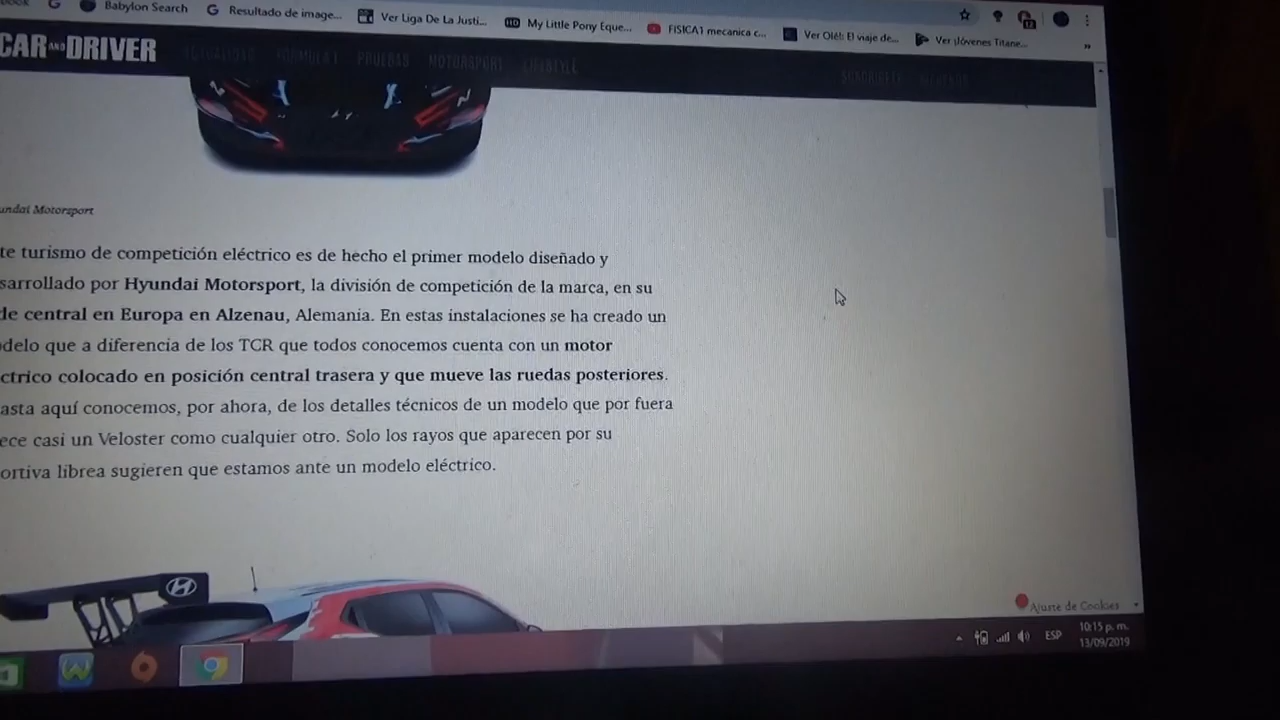 Babylon Search
Resultado de image...
Ver Liga De La Justi...
My Little Pony Eque...
FISICA1 mecanica c...
Ver Olé!: El viaje de...
Ver ¡Jóvenes Titane...
»
CAR AND DRIVER
FÓRMULA 1
PRUEBAS
MOTORSPORT
LIFESTYLE
undai Motorsport
te turismo de competición eléctrico es de hecho el primer modelo diseñado y
sarrollado por Hyundai Motorsport, la división de competición de la marca, en su
de central en Europa en Alzenau, Alemania. En estas instalaciones se ha creado un
delo que a diferencia de los TCR que todos conocemos cuenta con un motor
ctrico colocado en posición central trasera y que mueve las ruedas posteriores.
asta aquí conocemos, por ahora, de los detalles técnicos de un modelo que por fuera
ece casi un Veloster como cualquier otro. Solo los rayos que aparecen por su
ortiva librea sugieren que estamos ante un modelo eléctrico.
Ajuste de Cookies
ESP
10:15 p. m.
13/09/2019